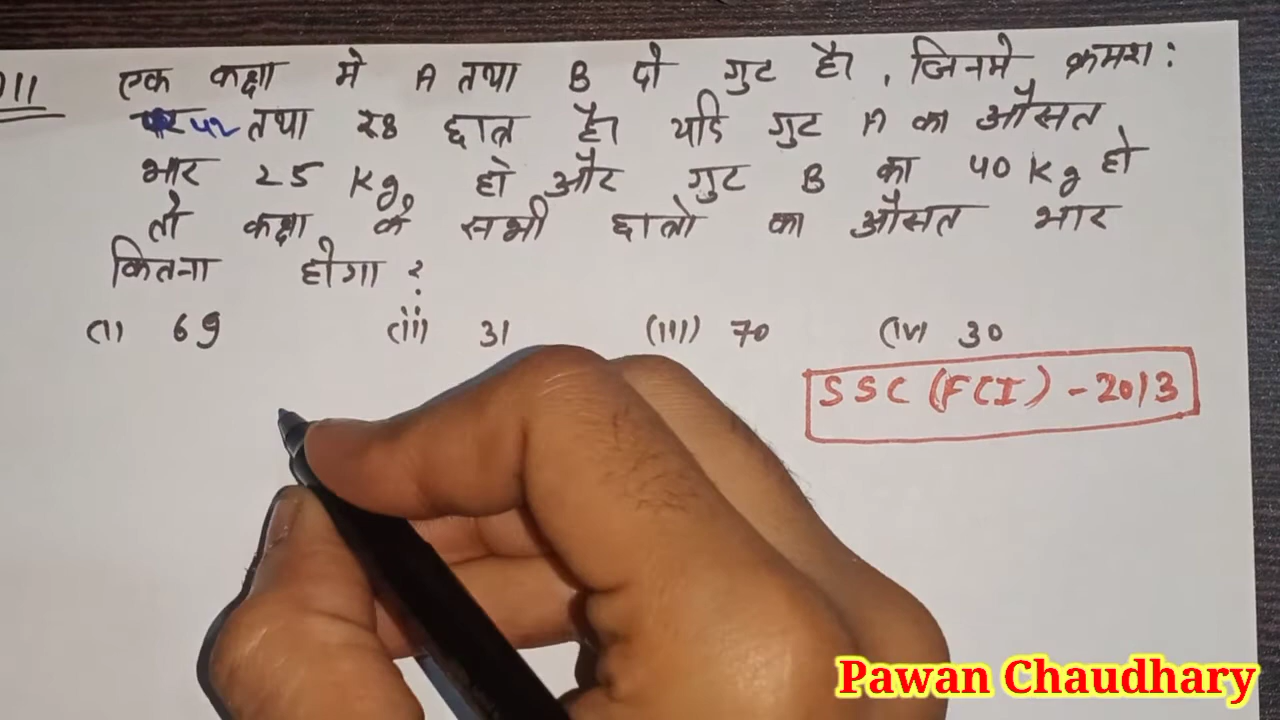 एक कक्षा मे A तथा B दो गुट है। , जिनमे क्रमश :
42 तथा 28 छात्र है। यदि गुट A का औसत
भार 25 Kg हो और गुट B का 40 Kg हो
तो कक्षा के सभी छात्रो का औसत भार
कितना होगा ?
(i) 69 (ii) 31 (iii) 70 (iv) 30
SSC (FCI) - 2013
Pawan Chaudhary